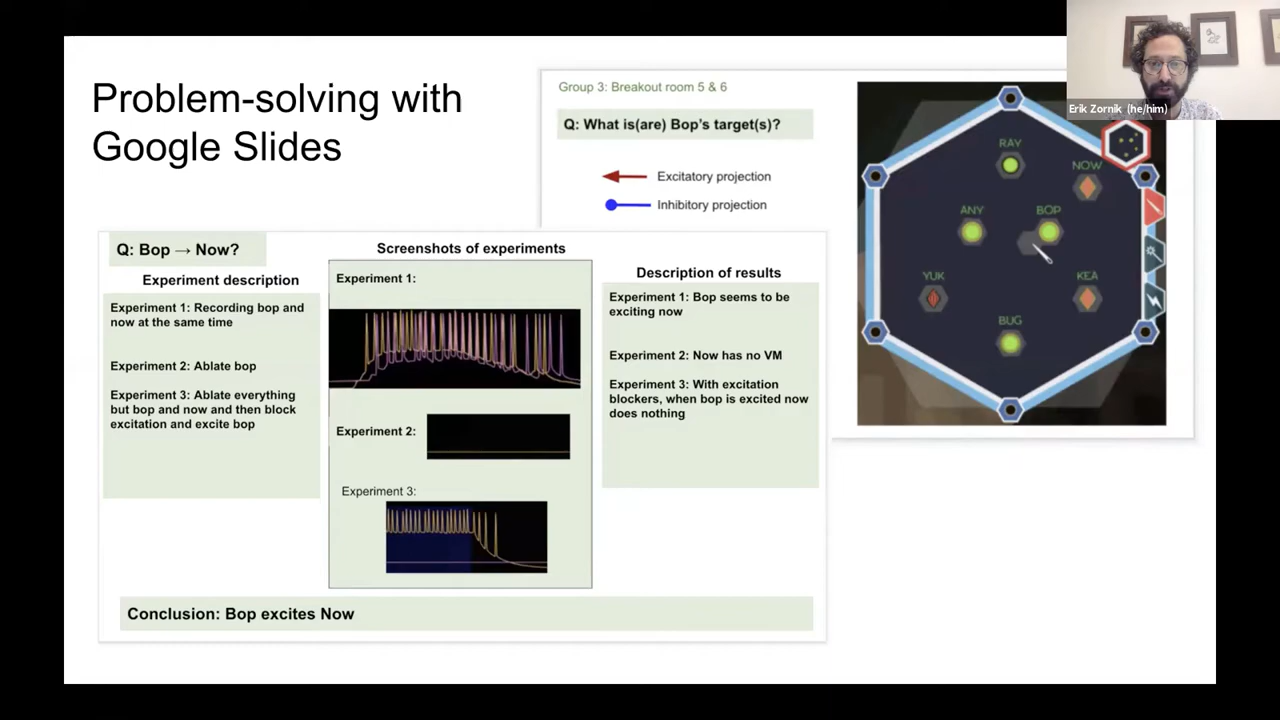 Problem-solving with
Google Slides
Group 3: Breakout room 5 & 6
Q: What is(are) Bop's target(s)?
Excitatory projection
Inhibitory projection
Erik Zornik (he/him)
RAY
NOW
ANY
BOP
YUK
KEA
BUG
Q: Bop → Now?
Experiment description
Experiment 1: Recording bop and
now at the same time
Experiment 2: Ablate bop
Experiment 3: Ablate everything
but bop and now and then block
excitation and excite bop
Screenshots of experiments
Experiment 1:
Experiment 2:
Experiment 3:
Description of results
Experiment 1: Bop seems to be
exciting now
Experiment 2: Now has no VM
Experiment 3: With excitation
blockers, when bop is excited now
does nothing
Conclusion: Bop excites Now